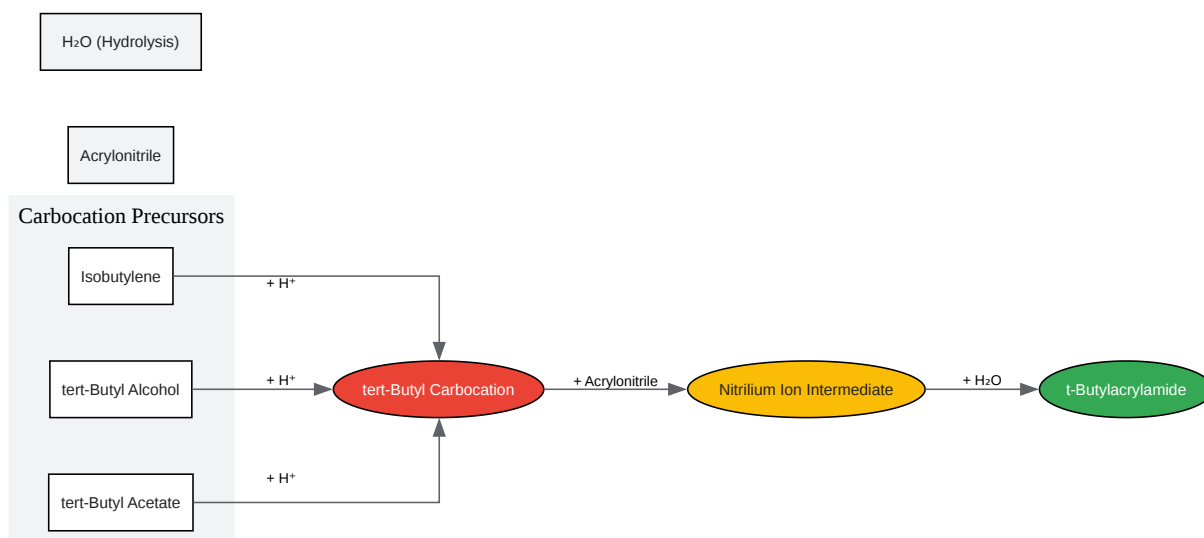 H₂O (Hydrolysis)
Acrylonitrile
Carbocation Precursors
Isobutylene
+ H⁺
tert-Butyl Alcohol
+ H⁺
tert-Butyl Carbocation
+ Acrylonitrile
Nitrilium Ion Intermediate
+ H₂O
t-Butylacrylamide
tert-Butyl Acetate
+ H⁺